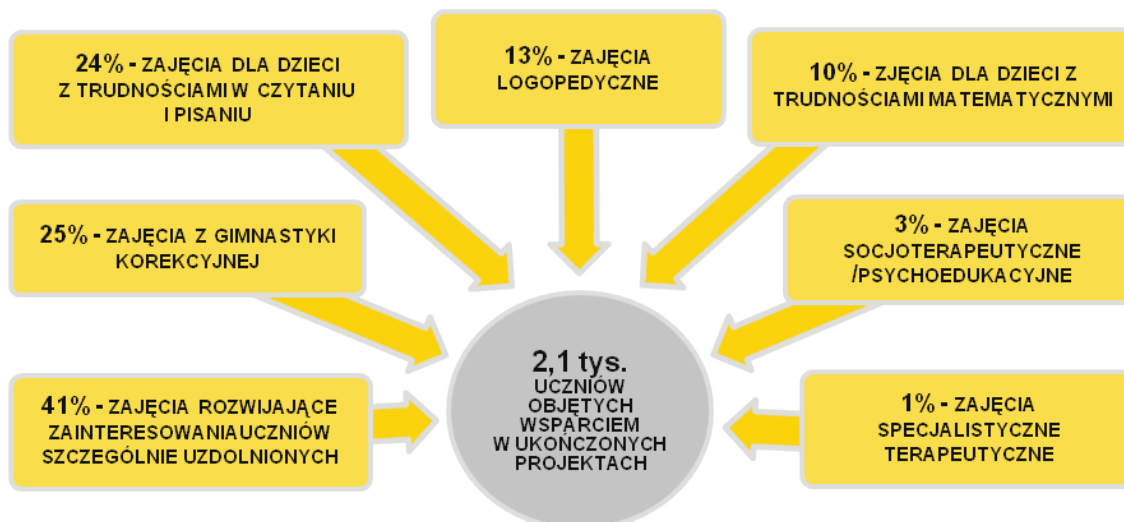 24% - ZAJĘCIA DLA DZIECI
Z TRUDNOŚCIAMI W CZYTANIU
I PISANIU
13% - ZAJĘCIA
LOGOPEDYCZNE
10% - ZJĘCIA DLA DZIECI Z
TRUDNOŚCIAMI MATEMATYCZNYMI
25% - ZAJĘCIA Z GIMNASTYKI
KOREKCYJNEJ
3% - ZAJĘCIA
SOCJOTERAPEUTYCZNE
/PSYCHOEDUKACYJNE
41% - ZAJĘCIA ROZWIJAJĄCE
ZAINTERESOWANIAUCZNIÓW
SZCZEGÓLNIE UZDOLNIONYCH
2,1 tys.
UCZNIÓW
OBJĘTYCH
WSPARCIEM
W UKOŃCZONYCH
PROJEKTACH
1% - ZAJĘCIA
SPECJALISTYCZNE
TERAPEUTYCZNE